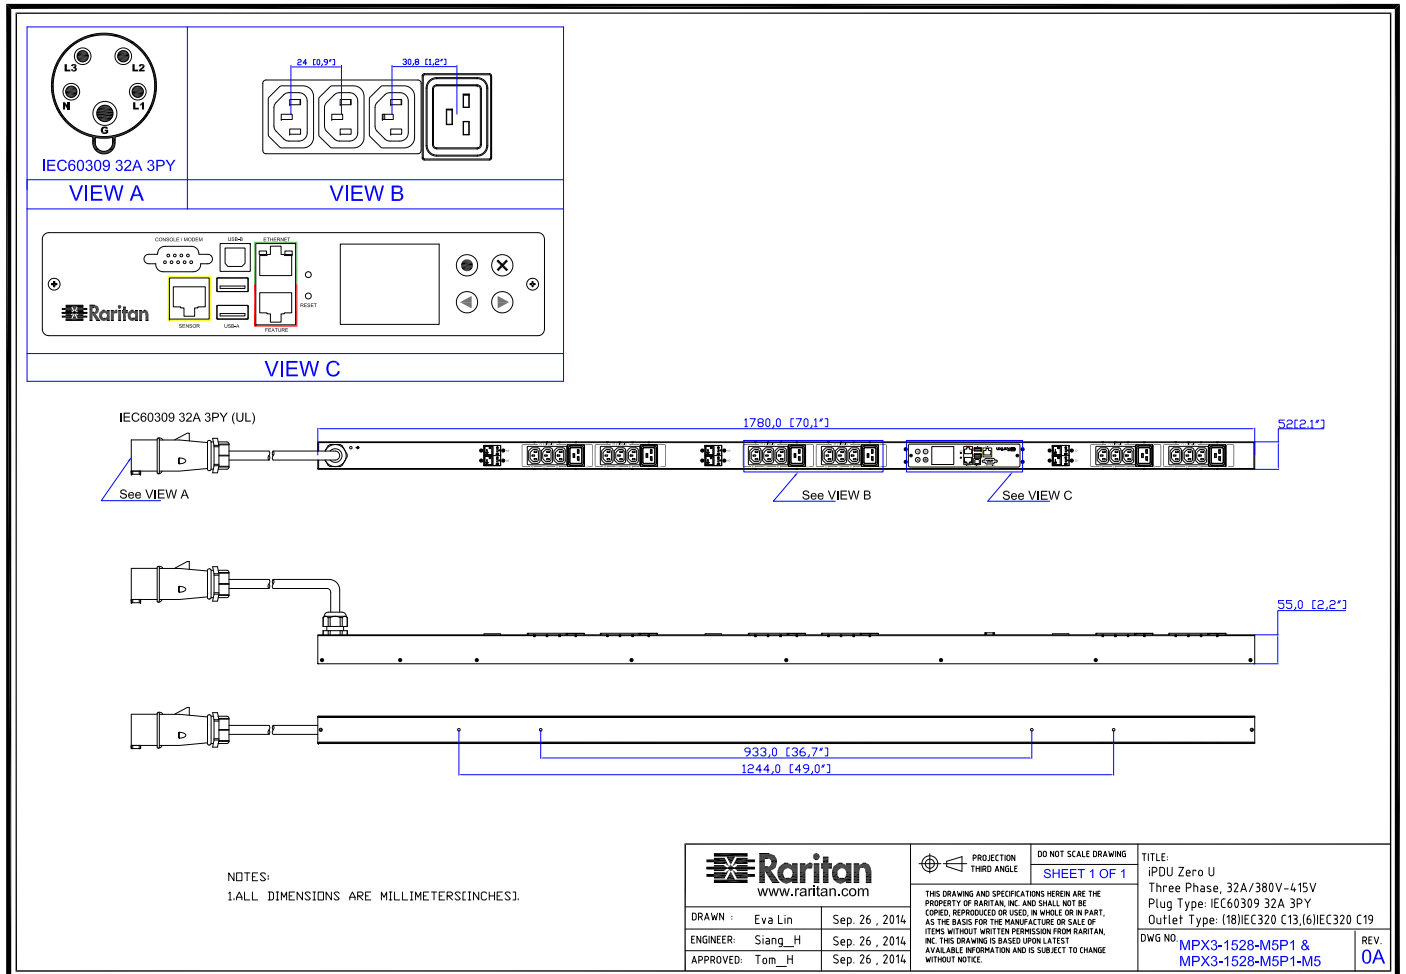 L3
L2
N
L1
G
IEC60309 32A 3PY
VIEW A
24 [0,9"]
30,8 [1,2"]
VIEW B
CONSOLE / MODEM
USB-B
ETHERNET
RESET
Raritan
SENSOR
USB-A
FEATURE
VIEW C
IEC60309 32A 3PY (UL)
1780,0 [70,1"]
52[2.1"]
D
Raritan
See VIEW A
See VIEW B
See VIEW C
D
55,0 [2,2"]
D
933,0 [36,7"]
1244,0 [49,0"]
NOTES:
1.ALL DIMENSIONS ARE MILLIMETERS[INCHES].
Raritan
www.raritan.com
PROJECTION
THIRD ANGLE
DO NOT SCALE DRAWING
SHEET 1 OF 1
THIS DRAWING AND SPECIFICATIONS HEREIN ARE THE
PROPERTY OF RARITAN, INC. AND SHALL NOT BE
COPIED, REPRODUCED OR USED, IN WHOLE OR IN PART,
AS THE BASIS FOR THE MANUFACTURE OR SALE OF
ITEMS WITHOUT WRITTEN PERMISSION FROM RARITAN,
INC. THIS DRAWING IS BASED UPON LATEST
AVAILABLE INFORMATION AND IS SUBJECT TO CHANGE
WITHOUT NOTICE.
DRAWN : Eva Lin Sep. 26 , 2014
ENGINEER: Siang_H Sep. 26 , 2014
APPROVED: Tom_H Sep. 26 , 2014
TITLE:
iPDU Zero U
Three Phase, 32A/380V-415V
Plug Type: IEC60309 32A 3PY
Outlet Type: (18)IEC320 C13,(6)IEC320 C19
DWG NO. MPX3-1528-M5P1 &
MPX3-1528-M5P1-M5
REV.
0A